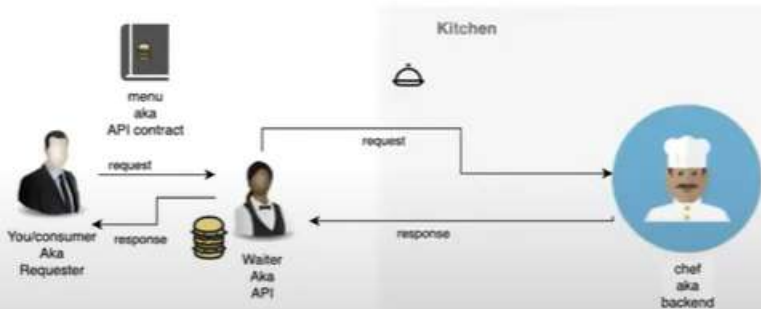 Kitchen
menu
aka
API contract
request
request
You/consumer
Aka
Requester
response
Waiter
Aka
API
response
chef
aka
backend